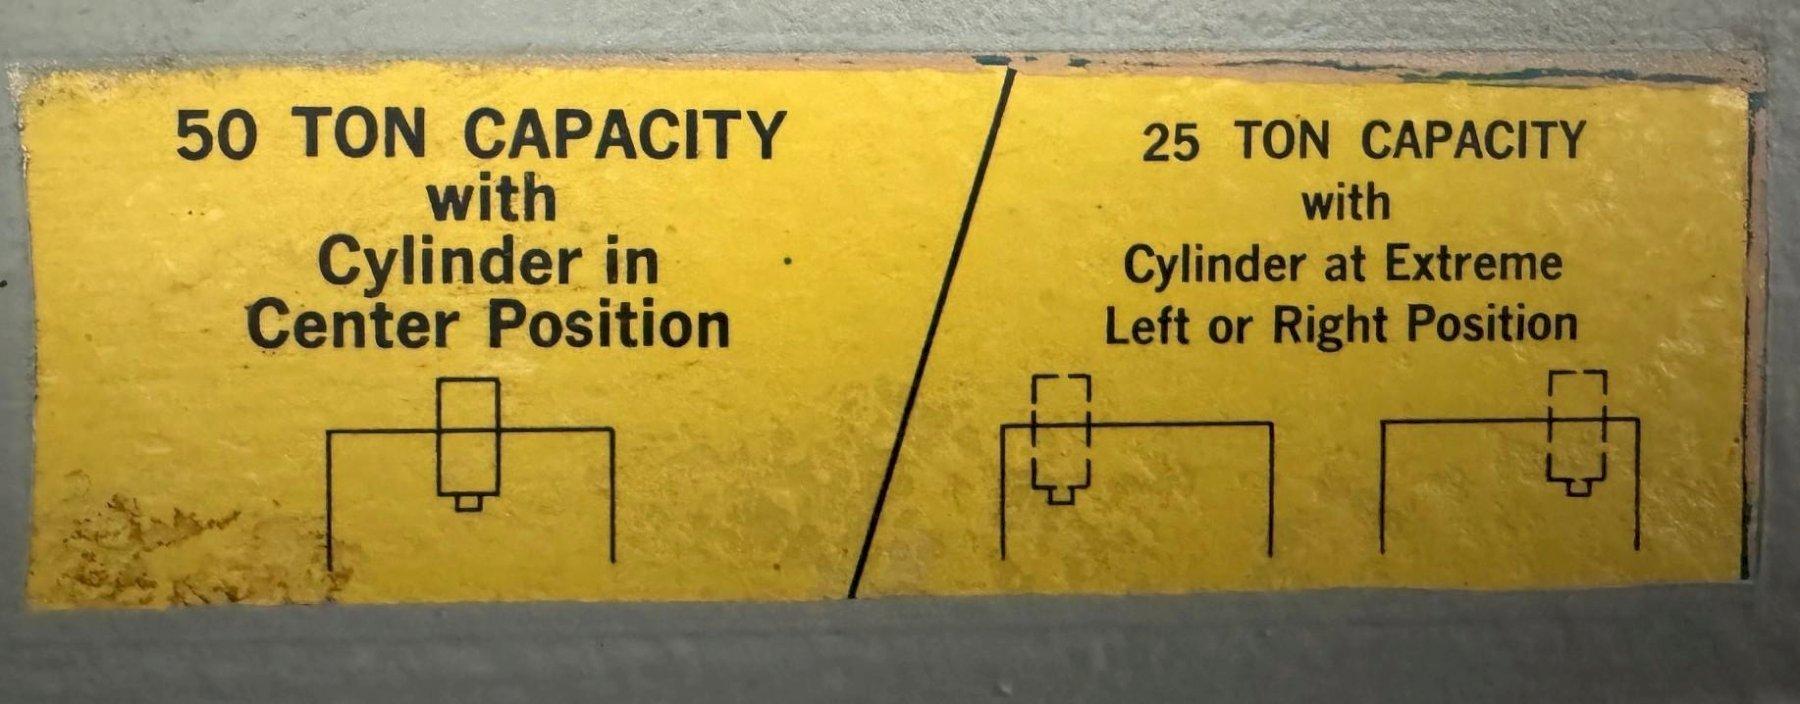 50 TON CAPACITY
with
Cylinder in
Center Position
25 TON CAPACITY
with
Cylinder at Extreme
Left or Right Position